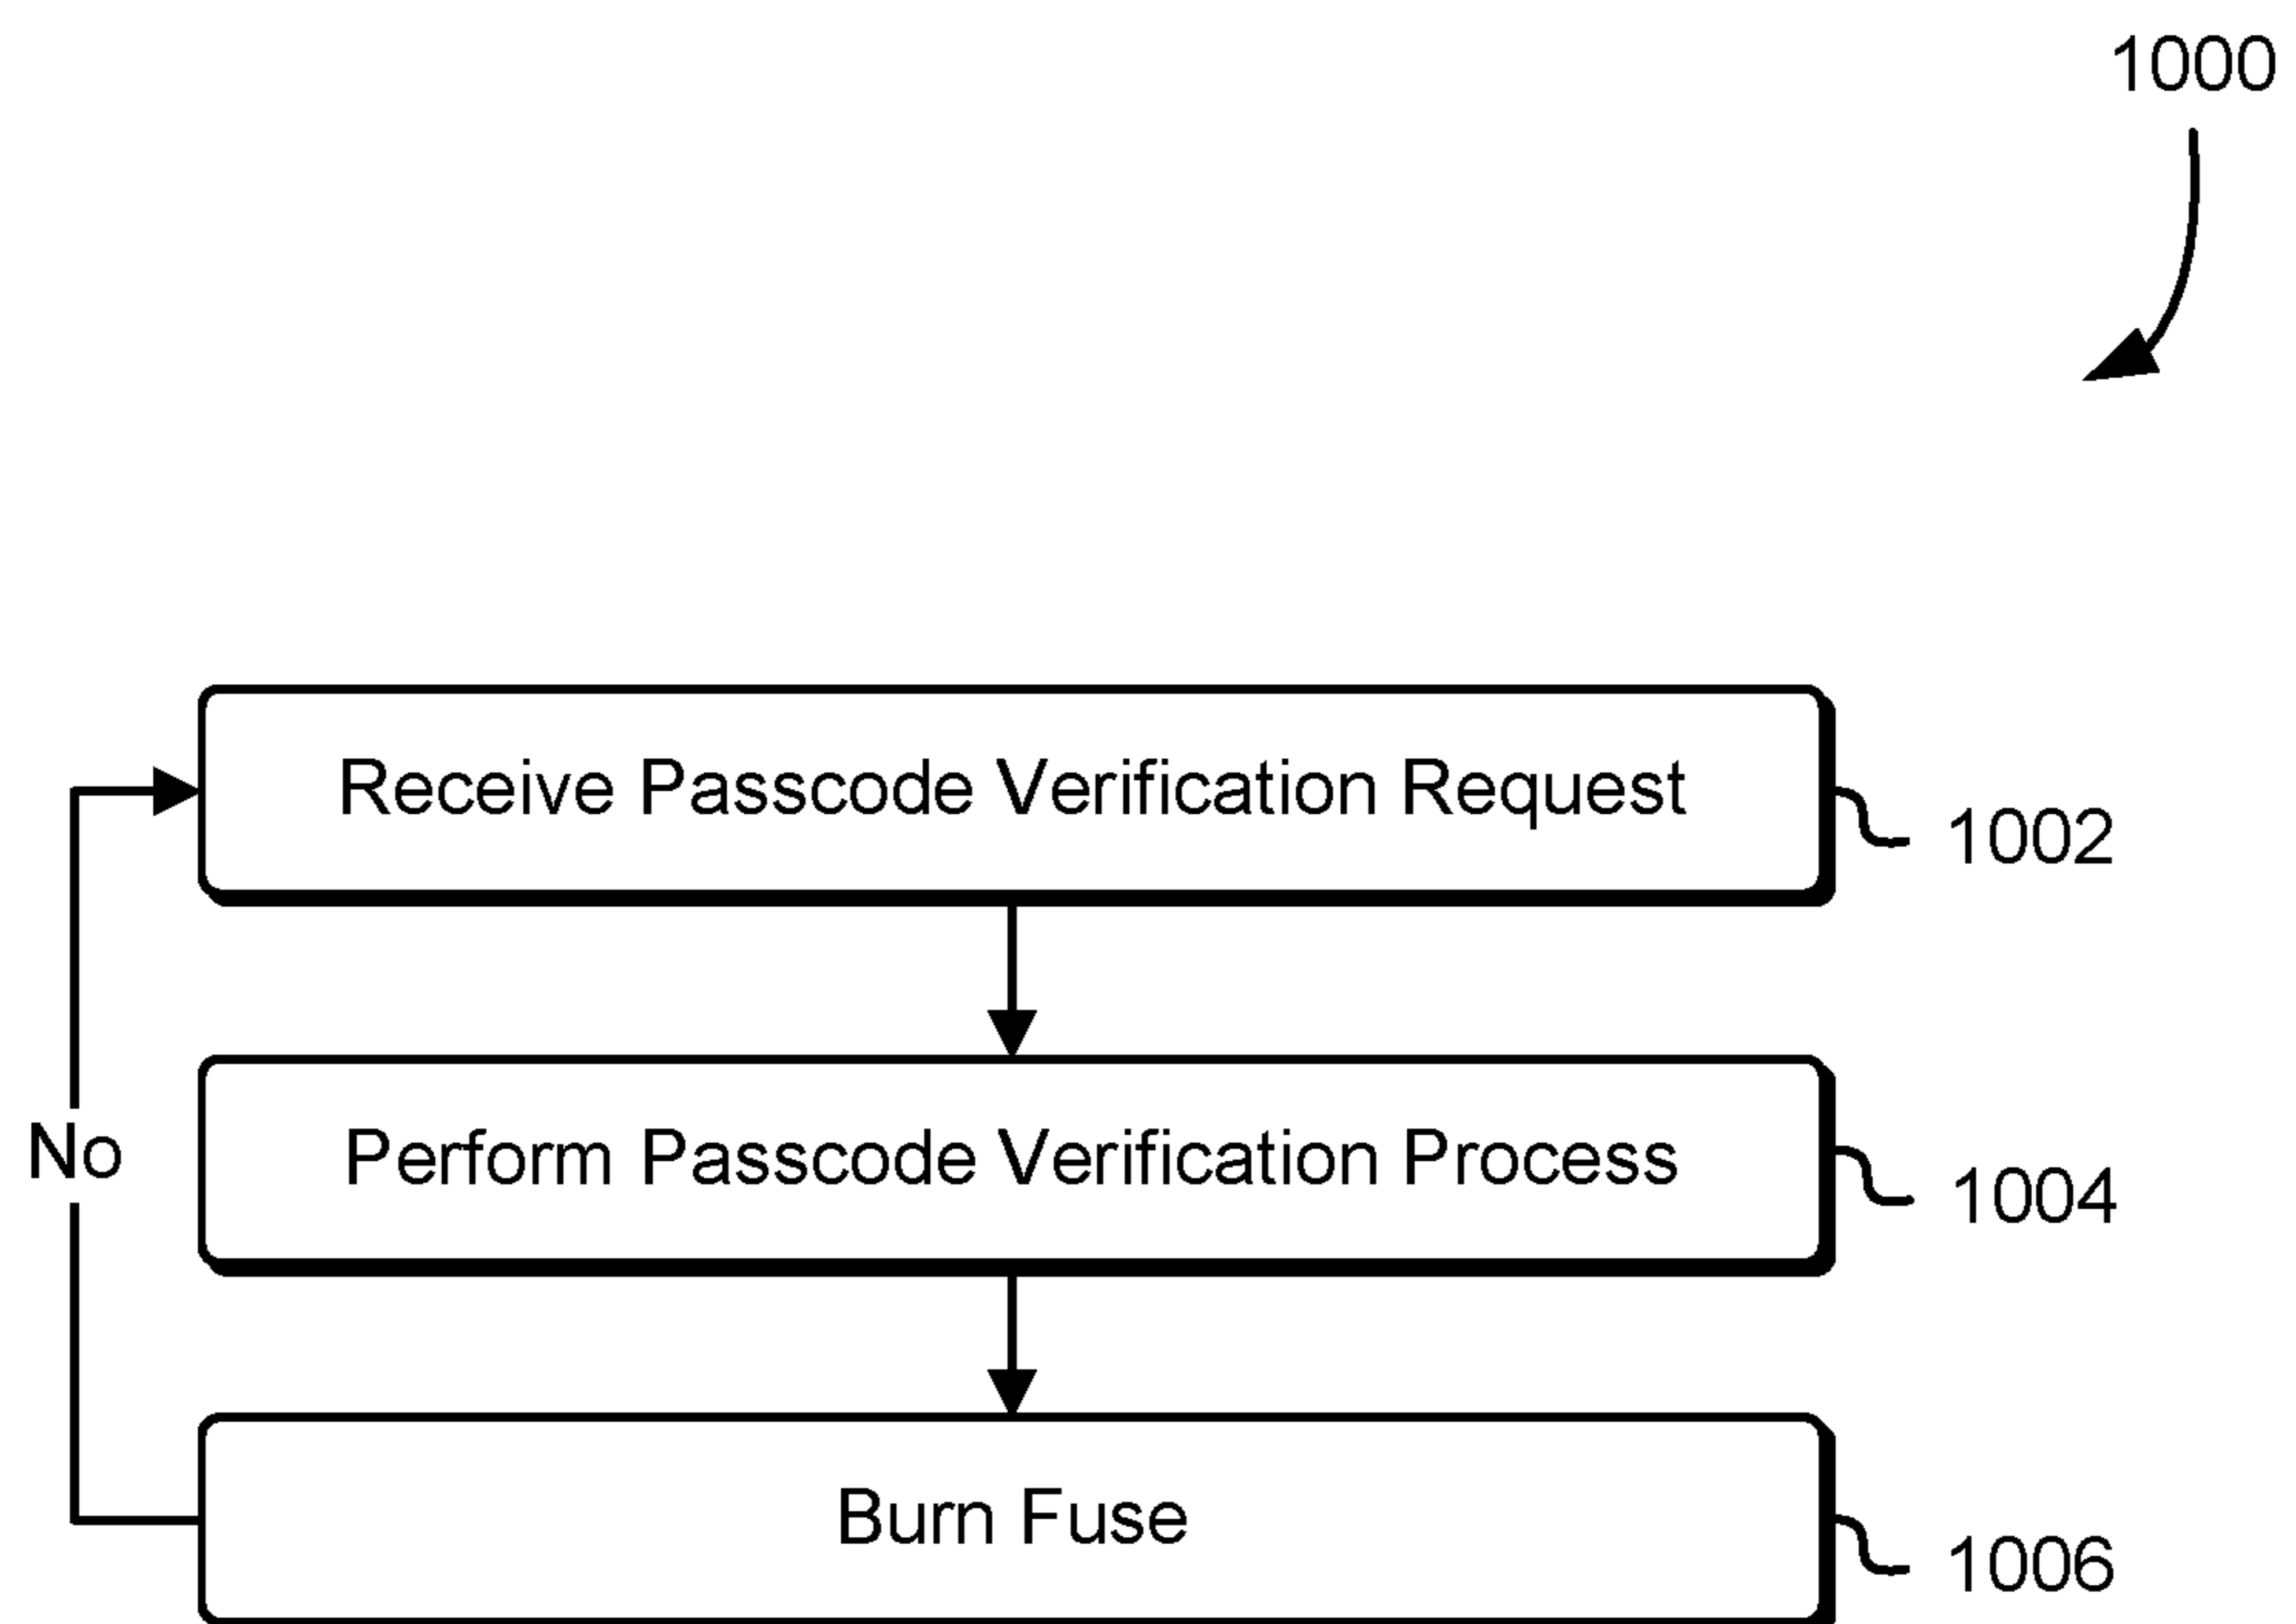 1000
Receive Passcode Verification Request
1002
No
Perform Passcode Verification Process
1004
Burn Fuse
1006